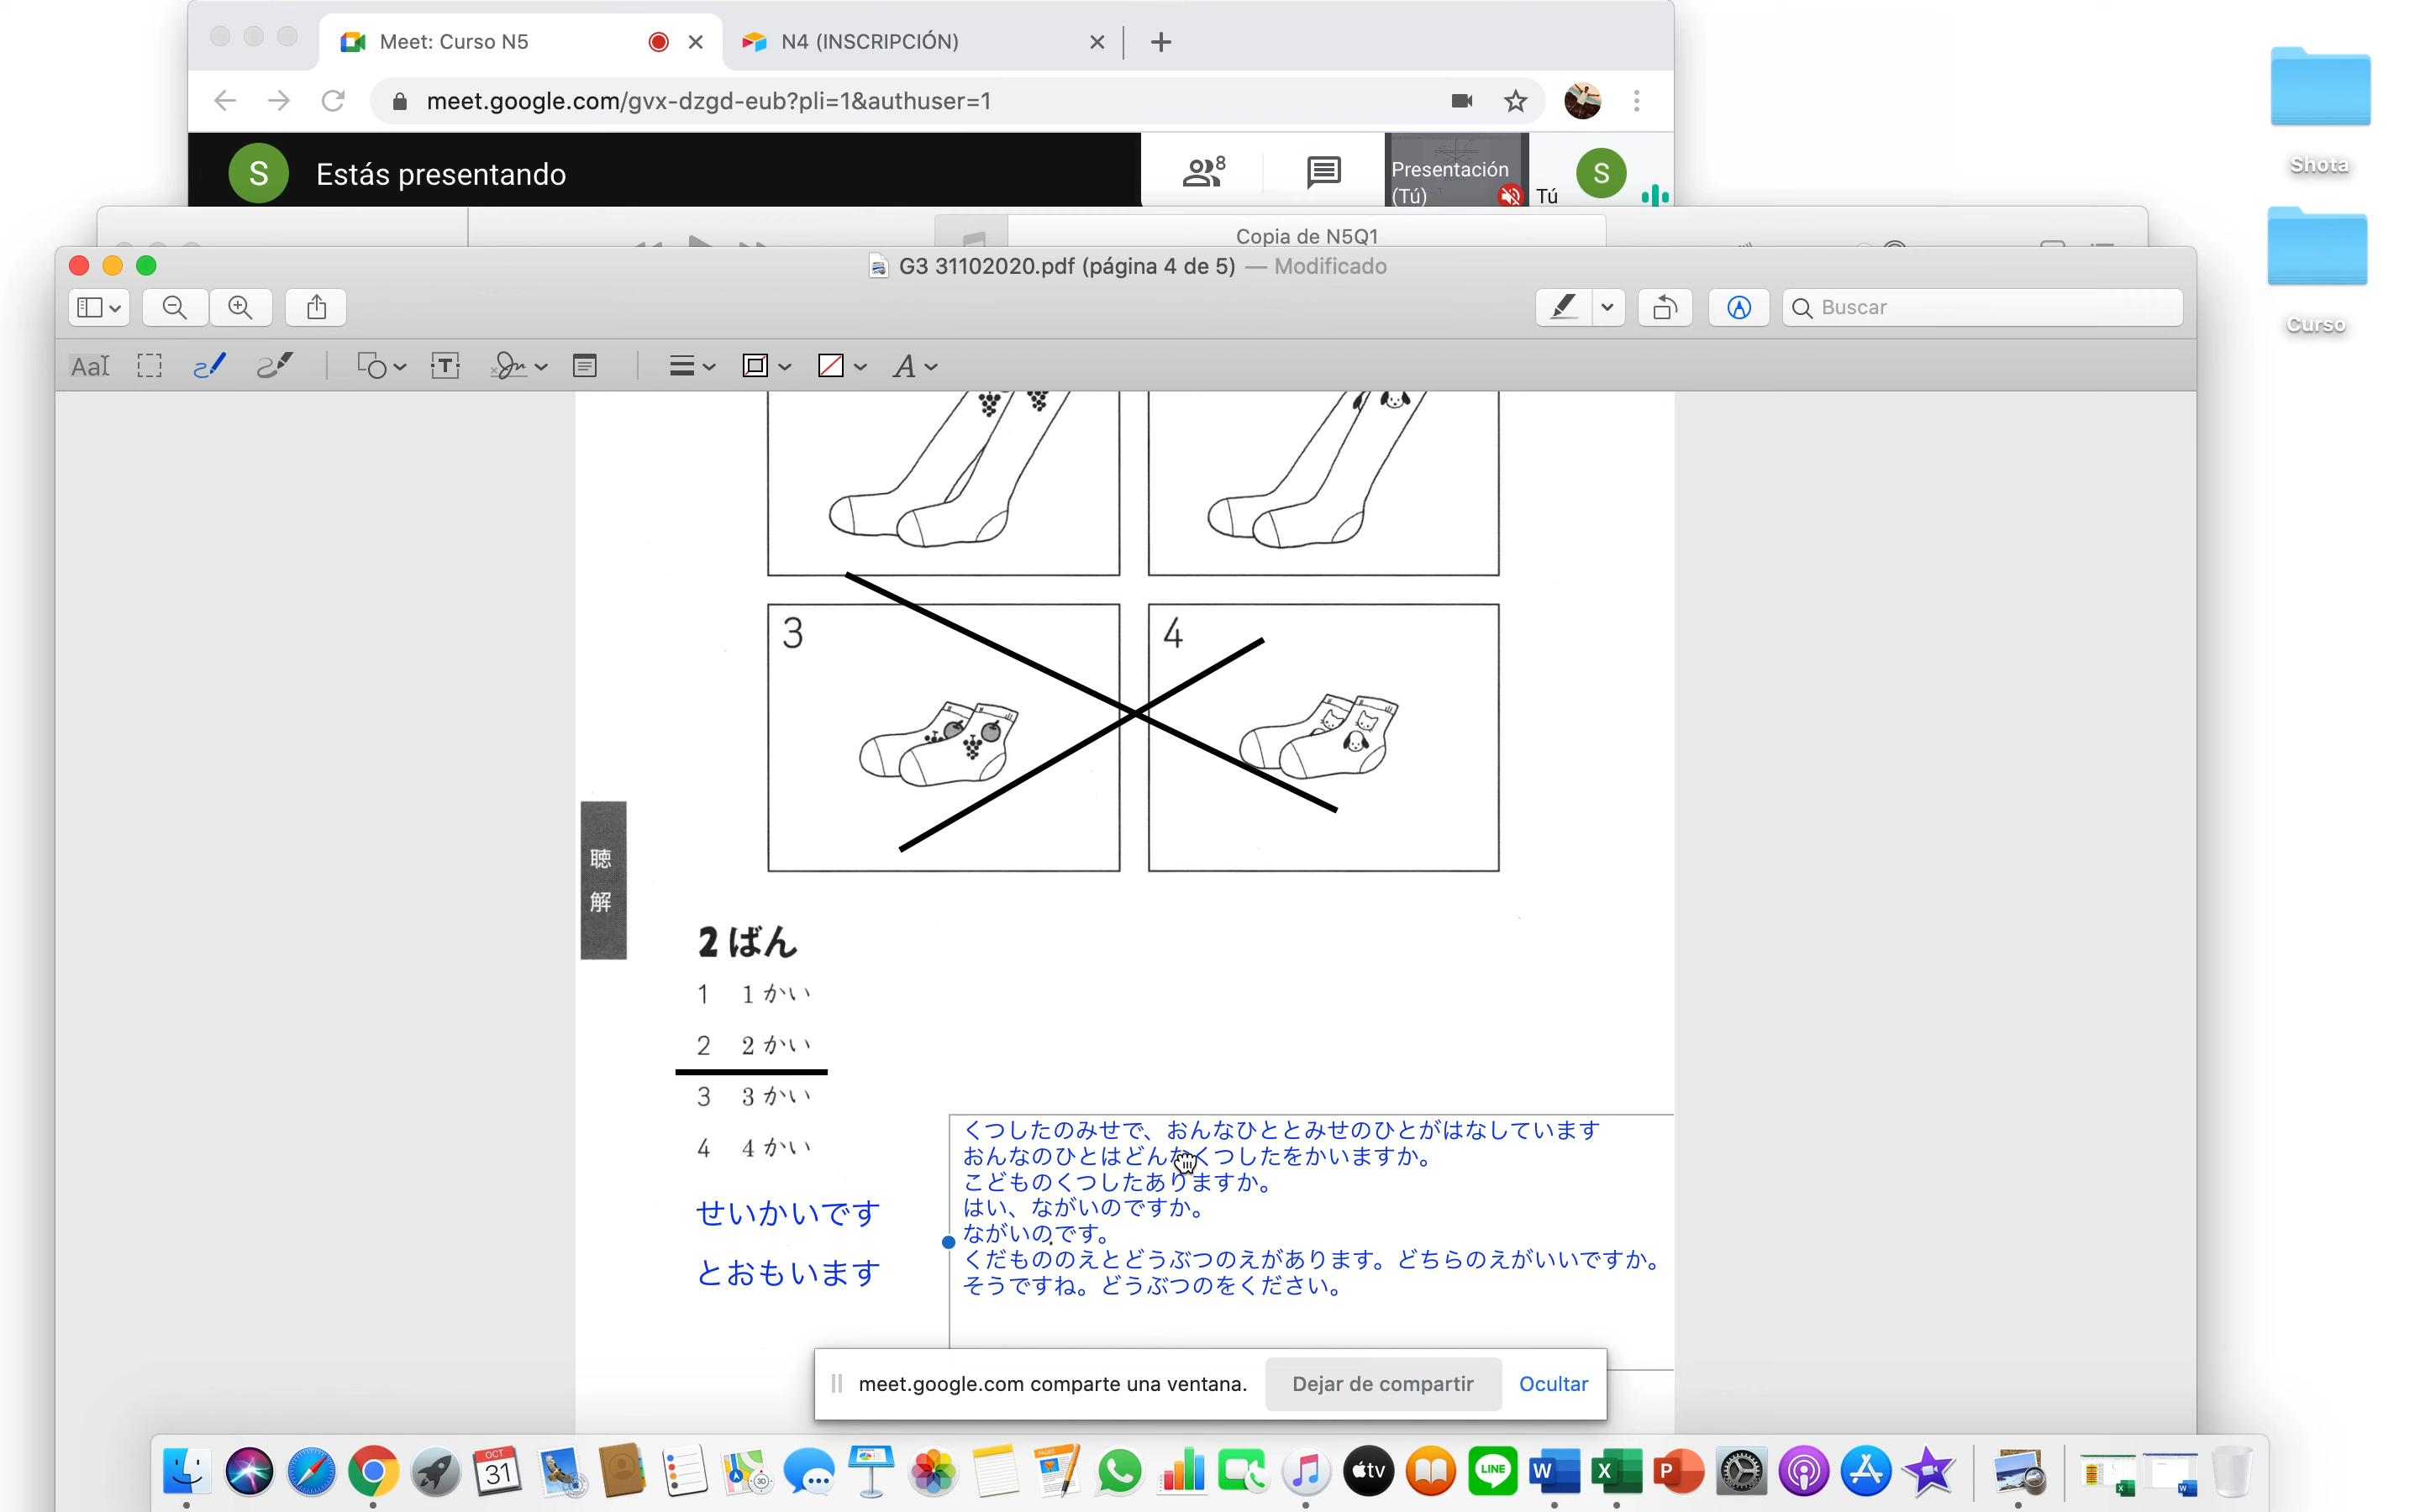 Meet: Curso N5
N4 (INSCRIPCIÓN)
meet.google.com/gvx-dzgd-eub?pli=1&authuser=1
S
Estás presentando
8
Presentación
(Tú)
Tú
S
Shota
Curso
Copia de N5Q1
G3 31102020.pdf (página 4 de 5) — Modificado
Buscar
3
4
聴
解
2ばん
1 1かい
2 2かい
3 3かい
4 4かい
せいかいです
とおもいます
くつしたのみせで、おんなひととみせのひとがはなしています
おんなのひとはどんなくつしたをかいますか。
こどものくつしたありますか。
はい、ながいのですか。
ながいのです。
くだもののえとどうぶつのえがあります。どちらのえがいいですか。
そうですね。どうぶつのをください。
meet.google.com comparte una ventana.
Dejar de compartir
Ocultar
OCT
31
3D
PAGES
tv
LINE
W
X
P
X
W